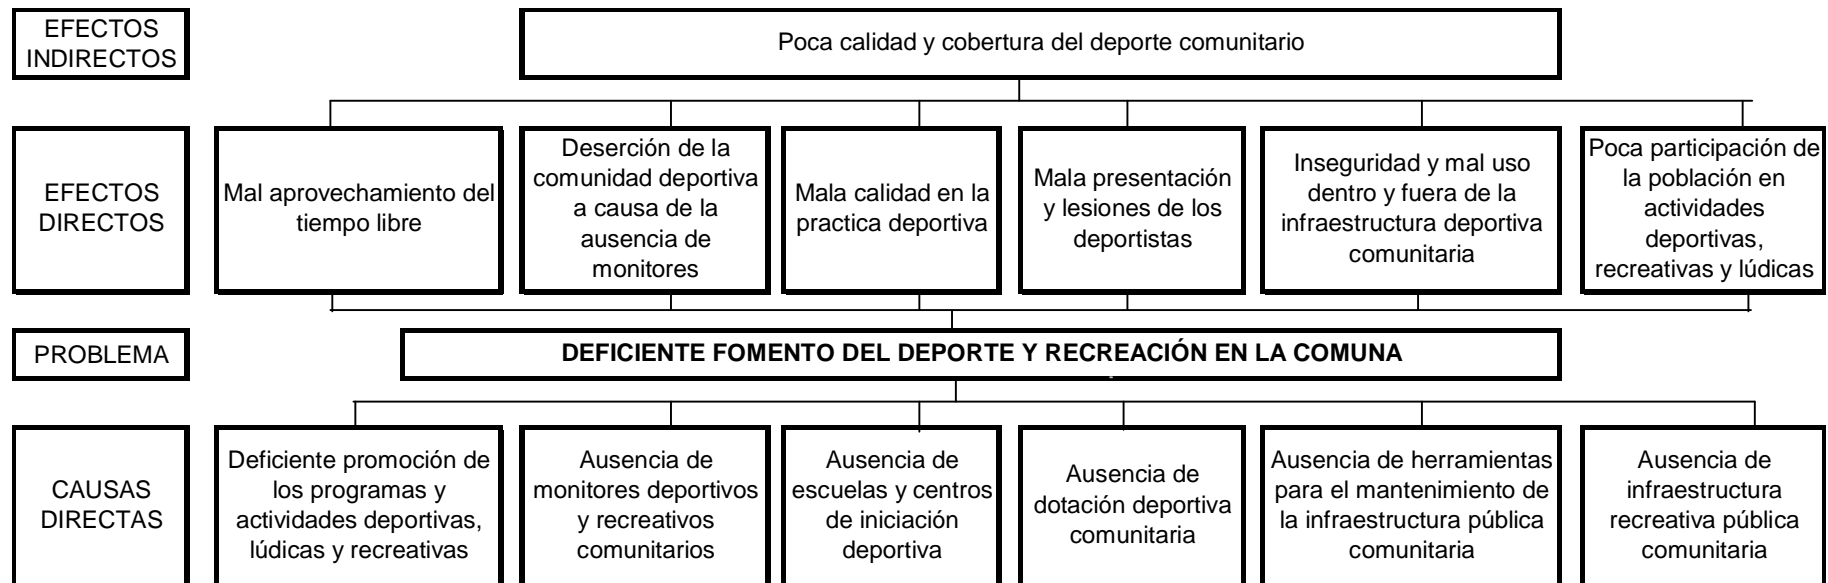 EFECTOS
INDIRECTOS
Poca calidad y cobertura del deporte comunitario
EFECTOS
DIRECTOS
Mal aprovechamiento del
tiempo libre
Deserción de la
comunidad deportiva
a causa de la
ausencia de
monitores
Mala calidad en la
practica deportiva
Mala presentación
y lesiones de los
deportistas
Inseguridad y mal uso
dentro y fuera de la
infraestructura deportiva
comunitaria
Poca participación de
la población en
actividades
deportivas,
recreativas y lúdicas
PROBLEMA
DEFICIENTE FOMENTO DEL DEPORTE Y RECREACIÓN EN LA COMUNA
CAUSAS
DIRECTAS
Deficiente promoción de
los programas y
actividades deportivas,
lúdicas y recreativas
Ausencia de
monitores deportivos
y recreativos
comunitarios
Ausencia de
escuelas y centros
de iniciación
deportiva
Ausencia de
dotación deportiva
comunitaria
Ausencia de herramientas
para el mantenimiento de
la infraestructura pública
comunitaria
Ausencia de
infraestructura
recreativa pública
comunitaria